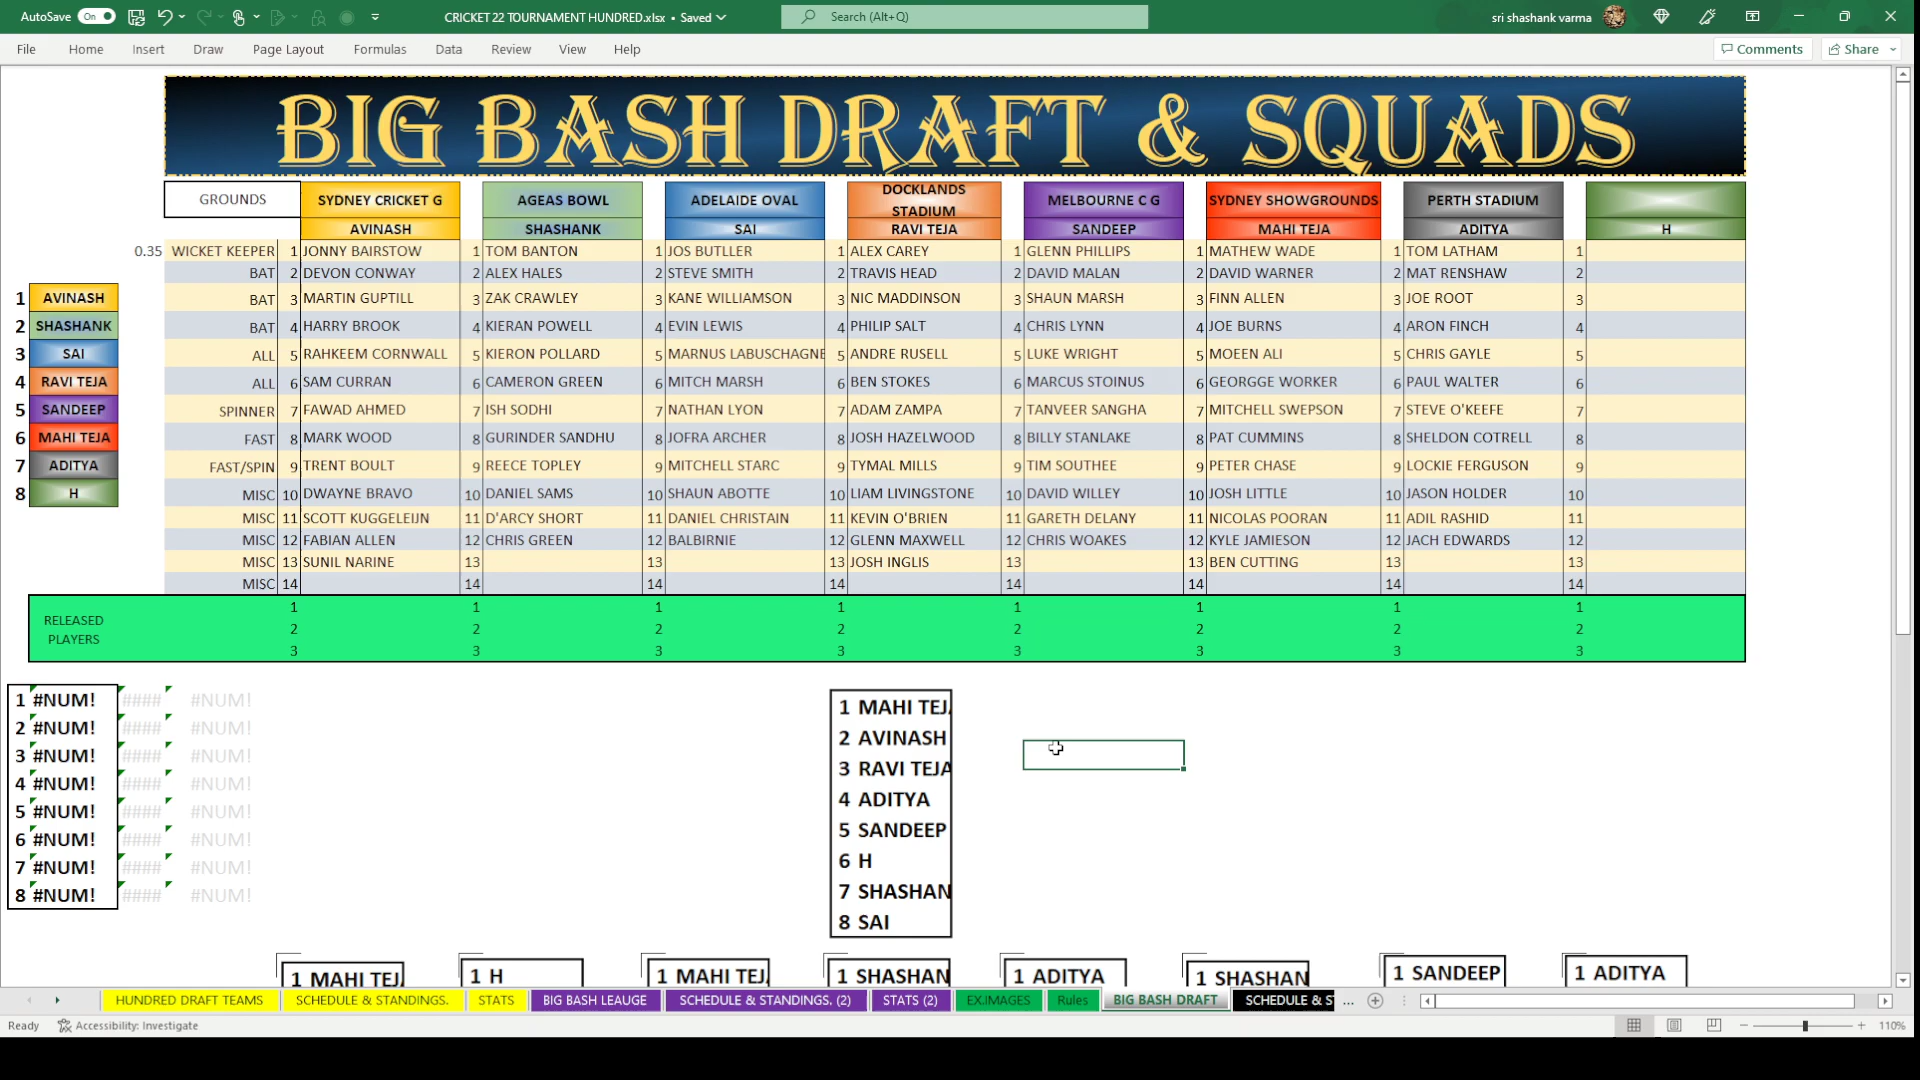 AutoSave On CRICKET 22 TOURNAMENT HUNDRED.xlsx • Saved Search (Alt+Q) sri shashank varma
File Home Insert Draw Page Layout Formulas Data Review View Help Comments Share
BIG BASH DRAFT & SQUADS
GROUNDS SYDNEY CRICKET G AGEAS BOWL ADELAIDE OVAL DOCKLANDS STADIUM MELBOURNE C G SYDNEY SHOWGROUNDS PERTH STADIUM
AVINASH SHASHANK SAI RAVI TEJA SANDEEP MAHI TEJA ADITYA H
0.35 WICKET KEEPER 1 JONNY BAIRSTOW 1 TOM BANTON 1 JOS BUTLLER 1 ALEX CAREY 1 GLENN PHILLIPS 1 MATHEW WADE 1 TOM LATHAM 1
BAT 2 DEVON CONWAY 2 ALEX HALES 2 STEVE SMITH 2 TRAVIS HEAD 2 DAVID MALAN 2 DAVID WARNER 2 MAT RENSHAW 2
1 AVINASH BAT 3 MARTIN GUPTILL 3 ZAK CRAWLEY 3 KANE WILLIAMSON 3 NIC MADDINSON 3 SHAUN MARSH 3 FINN ALLEN 3 JOE ROOT 3
2 SHASHANK BAT 4 HARRY BROOK 4 KIERAN POWELL 4 EVIN LEWIS 4 PHILIP SALT 4 CHRIS LYNN 4 JOE BURNS 4 ARON FINCH 4
3 SAI ALL 5 RAHKEEM CORNWALL 5 KIERON POLLARD 5 MARNUS LABUSCHAGNE 5 ANDRE RUSELL 5 LUKE WRIGHT 5 MOEEN ALI 5 CHRIS GAYLE 5
4 RAVI TEJA ALL 6 SAM CURRAN 6 CAMERON GREEN 6 MITCH MARSH 6 BEN STOKES 6 MARCUS STOINUS 6 GEORGGE WORKER 6 PAUL WALTER 6
5 SANDEEP SPINNER 7 FAWAD AHMED 7 ISH SODHI 7 NATHAN LYON 7 ADAM ZAMPA 7 TANVEER SANGHA 7 MITCHELL SWEPSON 7 STEVE O'KEEFE 7
6 MAHI TEJA FAST 8 MARK WOOD 8 GURINDER SANDHU 8 JOFRA ARCHER 8 JOSH HAZELWOOD 8 BILLY STANLAKE 8 PAT CUMMINS 8 SHELDON COTRELL 8
7 ADITYA FAST/SPIN 9 TRENT BOULT 9 REECE TOPLEY 9 MITCHELL STARC 9 TYMAL MILLS 9 TIM SOUTHEE 9 PETER CHASE 9 LOCKIE FERGUSON 9
8 H MISC 10 DWAYNE BRAVO 10 DANIEL SAMS 10 SHAUN ABOTTE 10 LIAM LIVINGSTONE 10 DAVID WILLEY 10 JOSH LITTLE 10 JASON HOLDER 10
MISC 11 SCOTT KUGGELEIJN 11 D'ARCY SHORT 11 DANIEL CHRISTAIN 11 KEVIN O'BRIEN 11 GARETH DELANY 11 NICOLAS POORAN 11 ADIL RASHID 11
MISC 12 FABIAN ALLEN 12 CHRIS GREEN 12 BALBIRNIE 12 GLENN MAXWELL 12 CHRIS WOAKES 12 KYLE JAMIESON 12 JACH EDWARDS 12
MISC 13 SUNIL NARINE 13 13 13 JOSH INGLIS 13 13 BEN CUTTING 13 13
MISC 14 14 14 14 14 14 14 14
RELEASED PLAYERS 1 1 1 1 1 1 1 1
2 2 2 2 2 2 2 2
3 3 3 3 3 3 3 3
1 #NUM! #### #NUM! 1 MAHI TEJ
2 #NUM! #### #NUM! 2 AVINASH
3 #NUM! #### #NUM! 3 RAVI TEJA
4 #NUM! #### #NUM! 4 ADITYA
5 #NUM! #### #NUM! 5 SANDEEP
6 #NUM! #### #NUM! 6 H
7 #NUM! #### #NUM! 7 SHASHAN
8 #NUM! #### #NUM! 8 SAI
1 MAHI TEJ 1 H 1 MAHI TEJ 1 SHASHAN 1 ADITYA 1 SHASHAN 1 SANDEEP 1 ADITYA
HUNDRED DRAFT TEAMS SCHEDULE & STANDINGS. STATS BIG BASH LEAUGE SCHEDULE & STANDINGS. (2) STATS (2) EX.IMAGES Rules BIG BASH DRAFT SCHEDULE & ST ...
Ready Accessibility: Investigate 110%